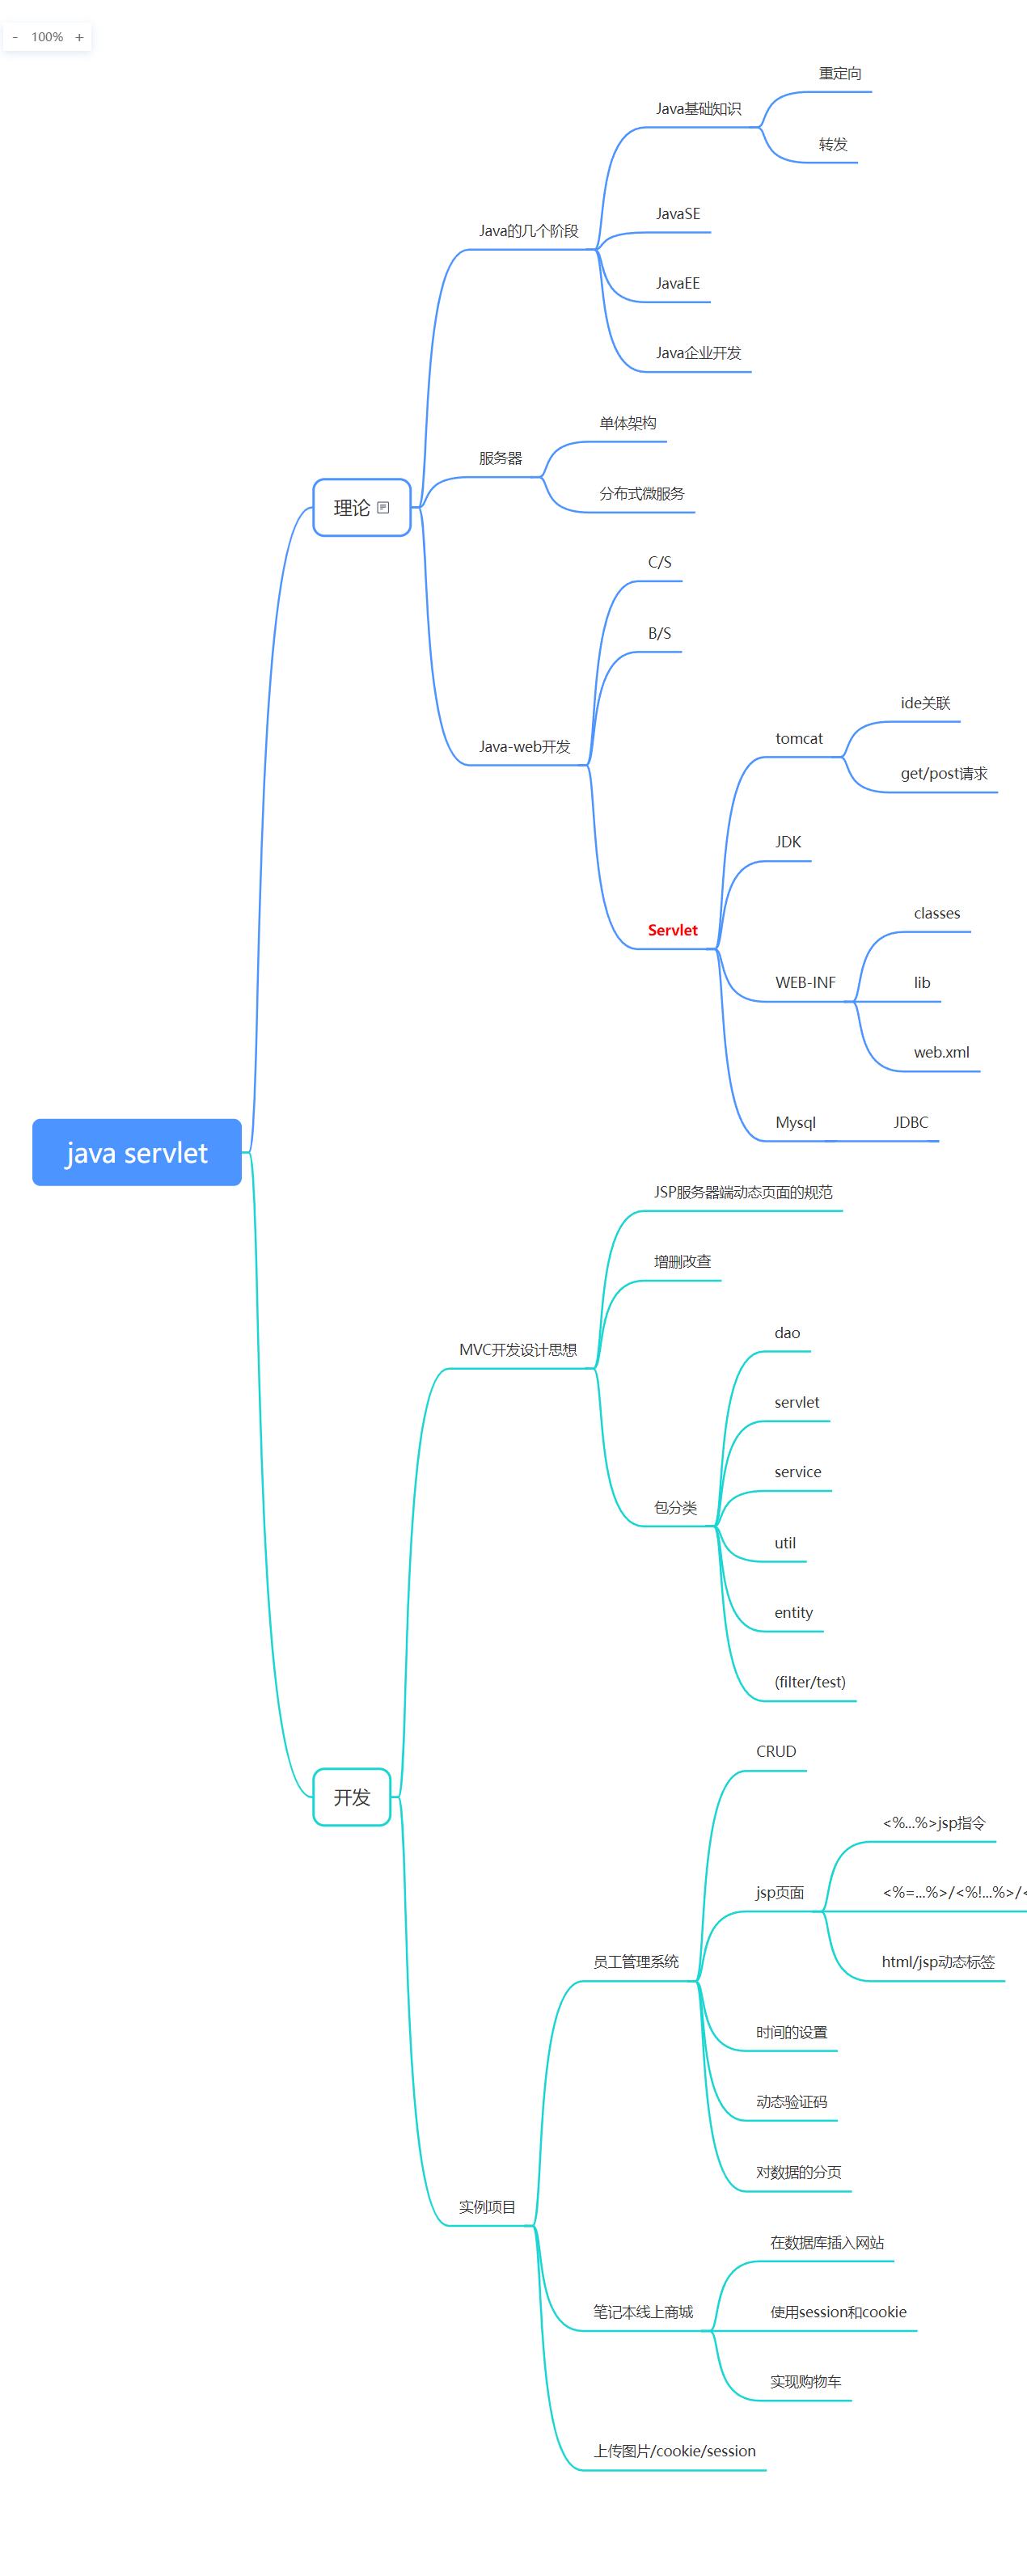 - 100% +
重定向
Java基础知识
转发
JavaSE
Java的几个阶段
JavaEE
Java企业开发
单体架构
服务器
分布式微服务
理论
C/S
B/S
ide关联
tomcat
Java-web开发
get/post请求
JDK
classes
Servlet
WEB-INF
lib
web.xml
Mysql
JDBC
java servlet
JSP服务器端动态页面的规范
增删改查
dao
MVC开发设计思想
servlet
service
包分类
util
entity
(filter/test)
CRUD
开发
<%...%>jsp指令
jsp页面
<%=...%>/<%!...%>/<
员工管理系统
html/jsp动态标签
时间的设置
动态验证码
对数据的分页
实例项目
在数据库插入网站
笔记本线上商城
使用session和cookie
实现购物车
上传图片/cookie/session